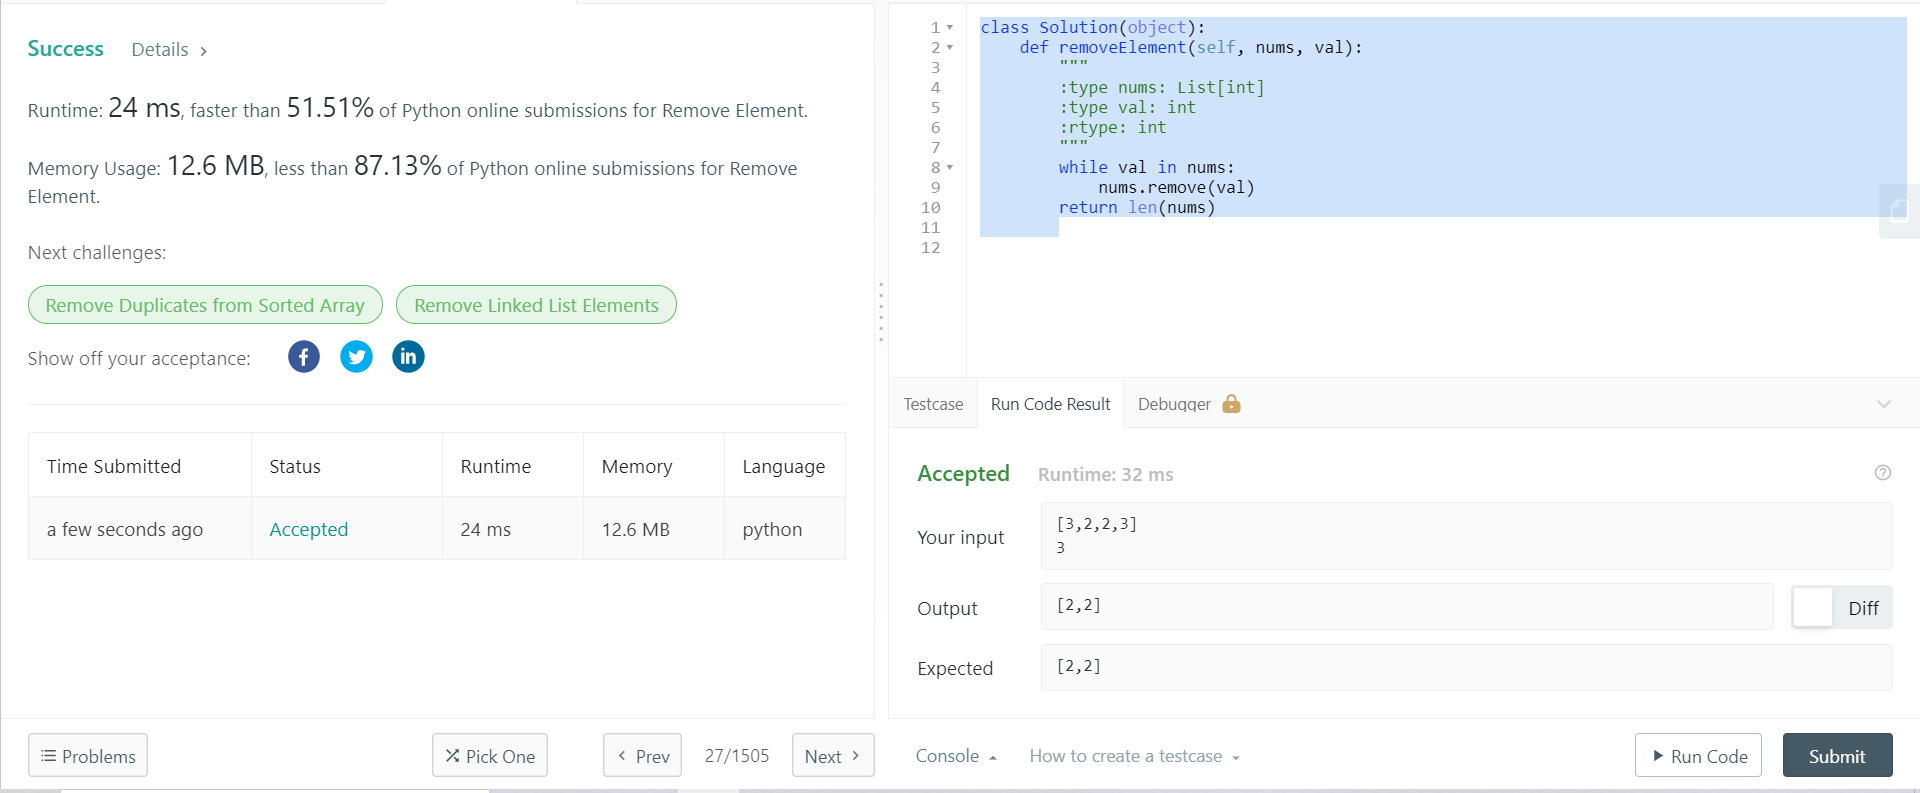 Success Details >
Runtime: 24 ms, faster than 51.51% of Python online submissions for Remove Element.
Memory Usage: 12.6 MB, less than 87.13% of Python online submissions for Remove
Element.
Next challenges:
Remove Duplicates from Sorted Array Remove Linked List Elements
Show off your acceptance: f in
Time Submitted Status Runtime Memory Language
a few seconds ago Accepted 24 ms 12.6 MB python
Problems Pick One < Prev 27/1505 Next >
1 class Solution(object):
2     def removeElement(self, nums, val):
3         """
4         :type nums: List[int]
5         :type val: int
6         :rtype: int
7         """
8         while val in nums:
9             nums.remove(val)
10         return len(nums)
11
12
Testcase Run Code Result Debugger
Accepted Runtime: 32 ms ?
Your input
[3,2,2,3]
3
Output [2,2] Diff
Expected [2,2]
Console How to create a testcase Run Code Submit